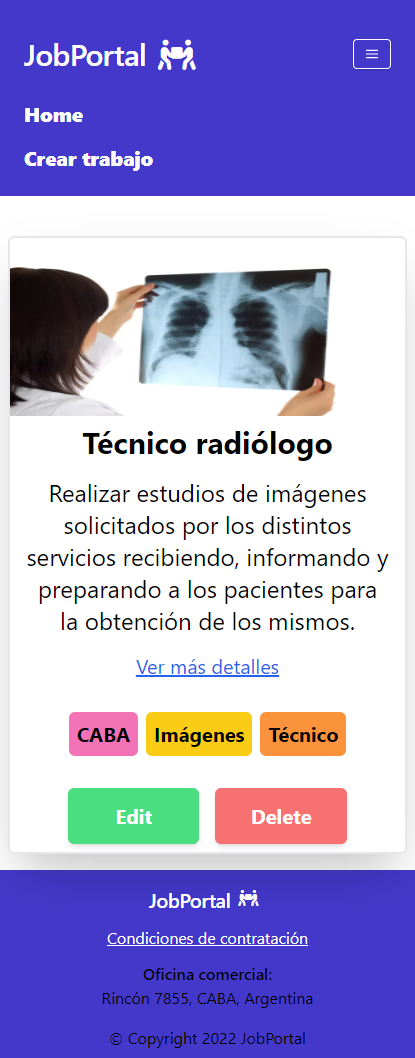 JobPortal
Home
Crear trabajo
Técnico radiólogo
Realizar estudios de imágenes
solicitados por los distintos
servicios recibiendo, informando y
preparando a los pacientes para
la obtención de los mismos.
Ver más detalles
CABA Imágenes Técnico
Edit Delete
JobPortal
Condiciones de contratación
Oficina comercial:
Rincón 7855, CABA, Argentina
© Copyright 2022 JobPortal